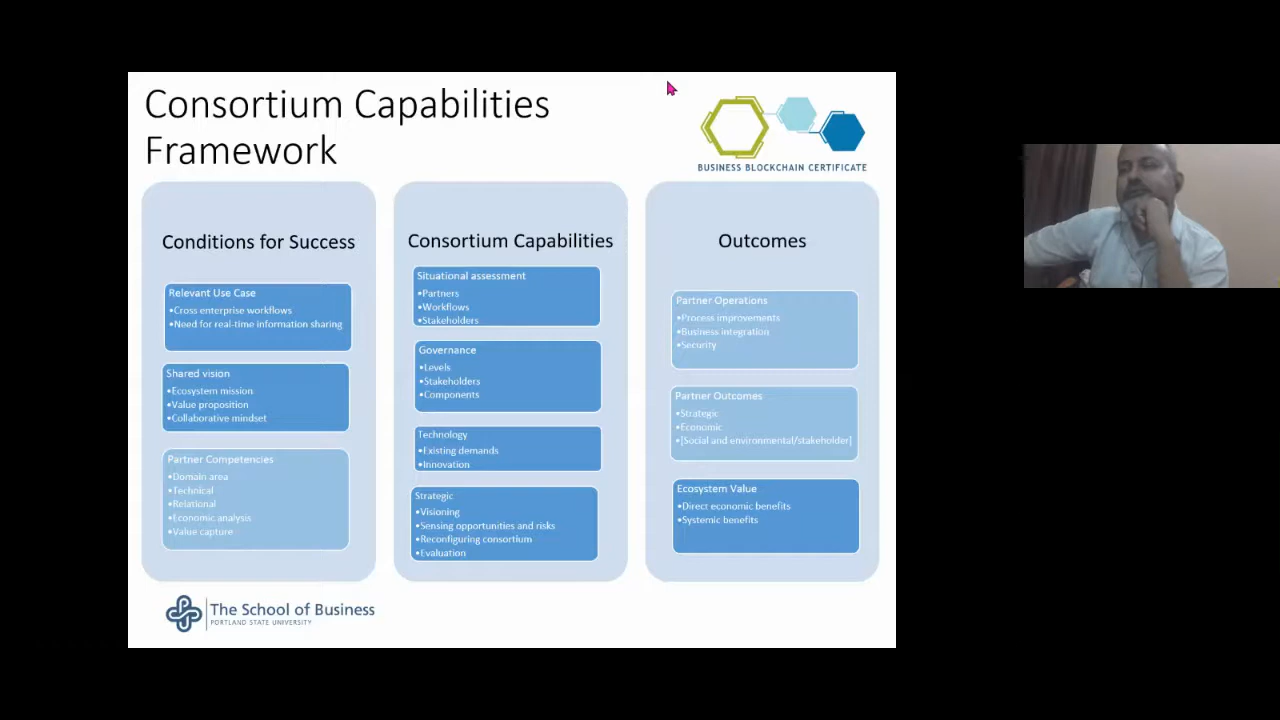 Consortium Capabilities
Framework
BUSINESS BLOCKCHAIN CERTIFICATE
Conditions for Success
Relevant Use Case
•Cross enterprise workflows
•Need for real-time information sharing
Shared vision
•Ecosystem mission
•Value proposition
•Collaborative mindset
Partner Competencies
•Domain area
•Technical
•Relational
•Economic analysis
•Value capture
Consortium Capabilities
Situational assessment
•Partners
•Workflows
•Stakeholders
Governance
•Levels
•Stakeholders
•Components
Technology
•Existing demands
•Innovation
Strategic
•Visioning
•Sensing opportunities and risks
•Reconfiguring consortium
•Evaluation
Outcomes
Partner Operations
•Process improvements
•Business integration
•Security
Partner Outcomes
•Strategic
•Economic
•[Social and environmental/stakeholder]
Ecosystem Value
•Direct economic benefits
•Systemic benefits
The School of Business
PORTLAND STATE UNIVERSITY